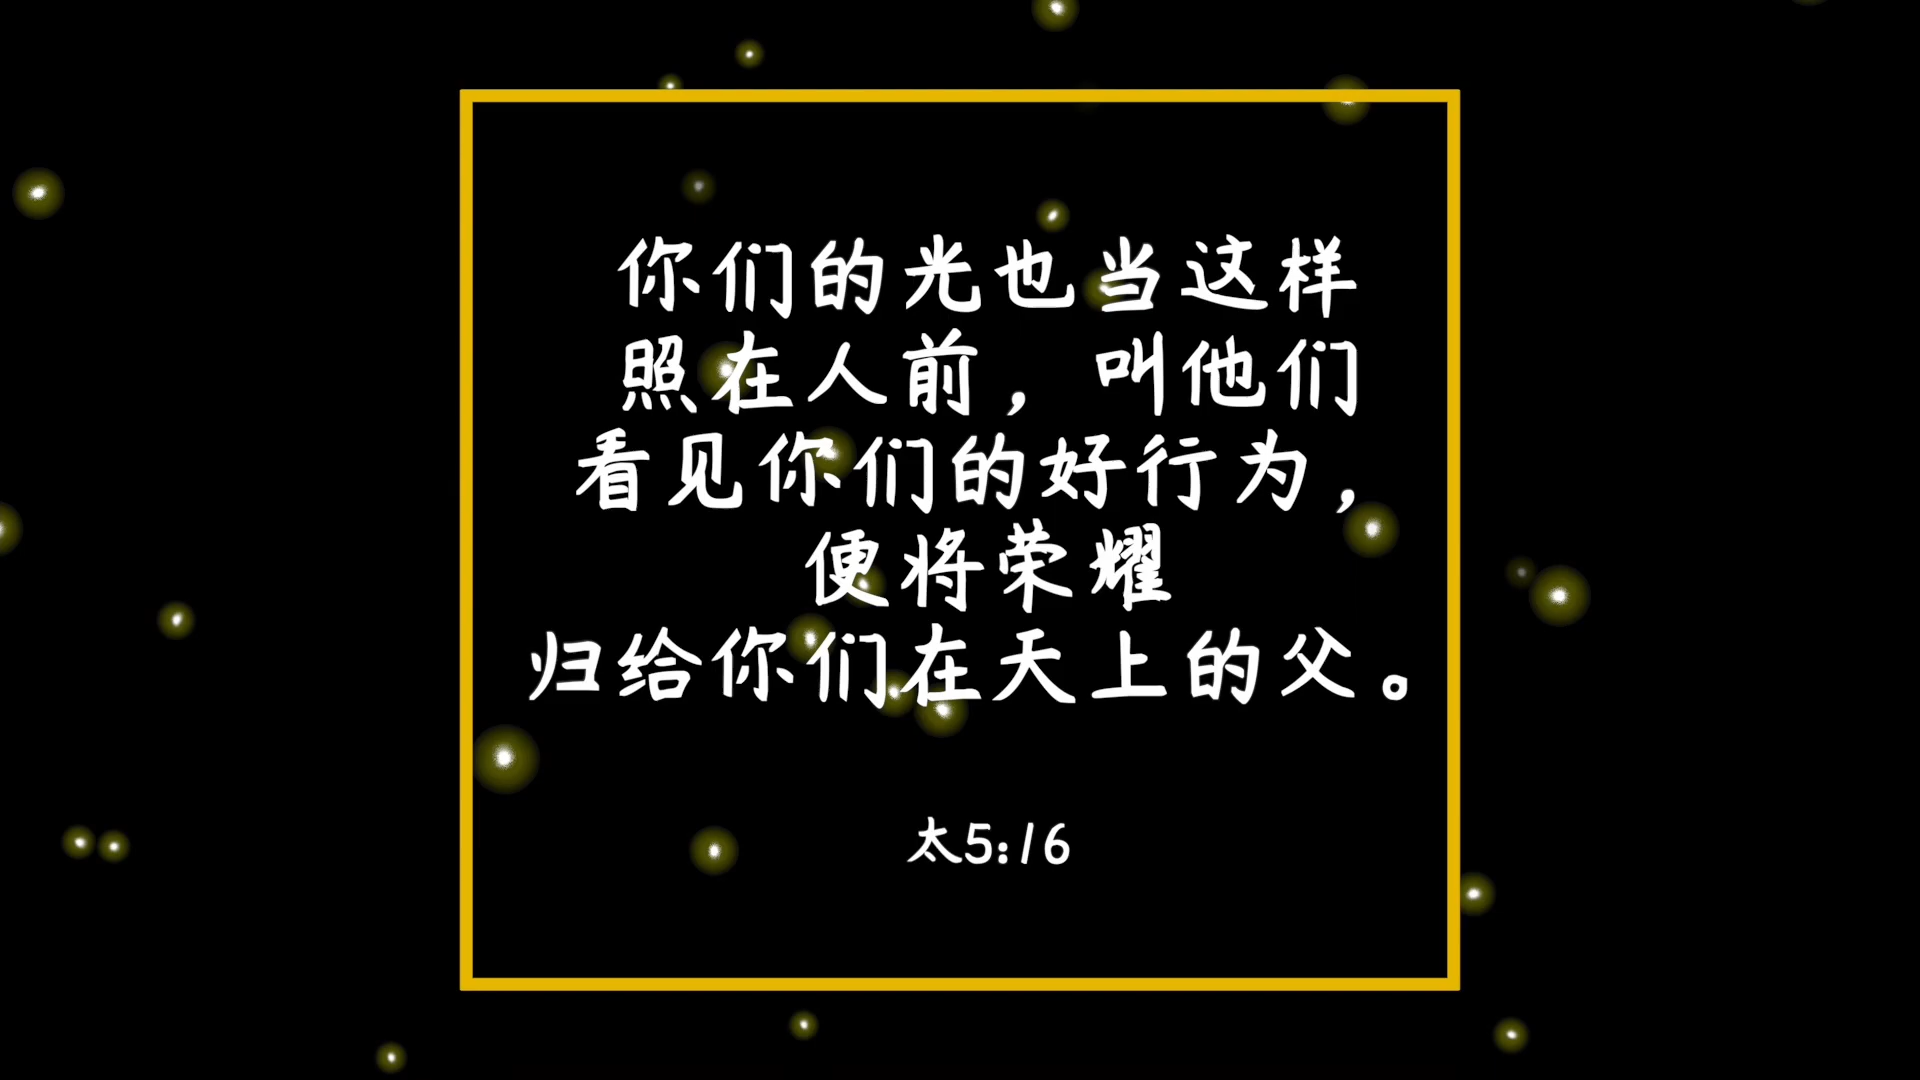 你们的光也当这样
照在人前，叫他们
看见你们的好行为，
便将荣耀
归给你们在天上的父。
太5:16